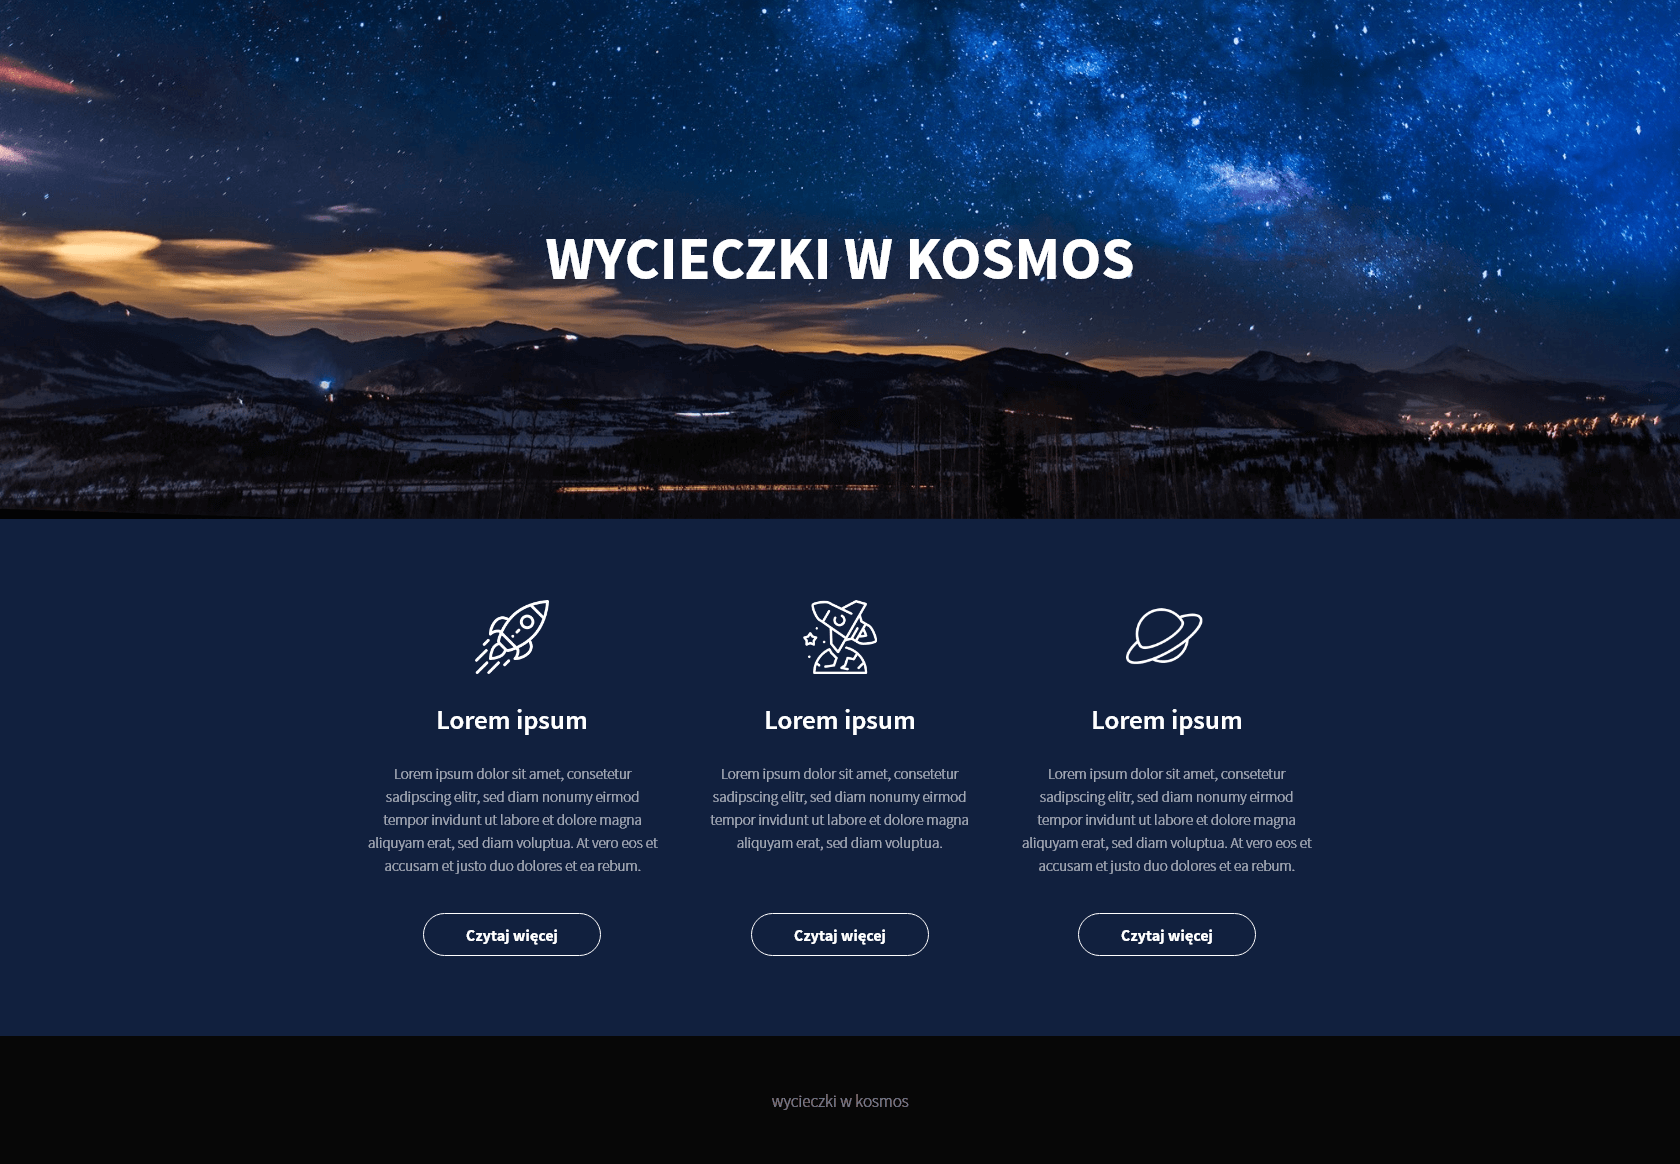 WYCIECZKI W KOSMOS
Lorem ipsum
Lorem ipsum dolor sit amet, consetetur
sadipscing elitr, sed diam nonumy eirmod
tempor invidunt ut labore et dolore magna
aliquyam erat, sed diam voluptua. At vero eos et
accusam et justo duo dolores et ea rebum.
Czytaj więcej
Lorem ipsum
Lorem ipsum dolor sit amet, consetetur
sadipscing elitr, sed diam nonumy eirmod
tempor invidunt ut labore et dolore magna
aliquyam erat, sed diam voluptua.
Czytaj więcej
Lorem ipsum
Lorem ipsum dolor sit amet, consetetur
sadipscing elitr, sed diam nonumy eirmod
tempor invidunt ut labore et dolore magna
aliquyam erat, sed diam voluptua. At vero eos et
accusam et justo duo dolores et ea rebum.
Czytaj więcej
wycieczki w kosmos